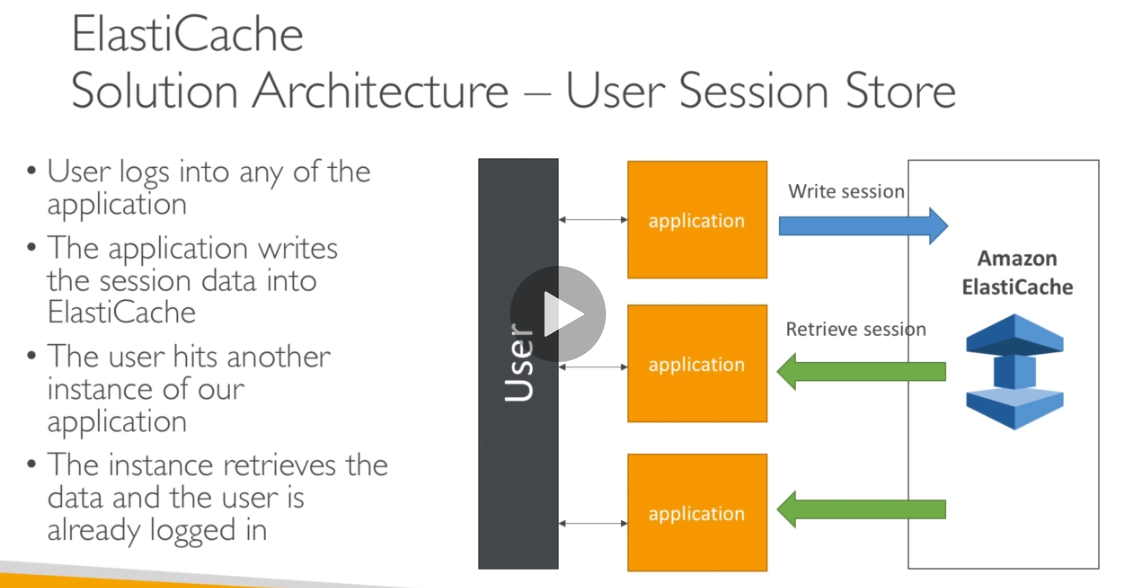 ElastiCache
Solution Architecture – User Session Store
• User logs into any of the
application
• The application writes
the session data into
ElastiCache
• The user hits another
instance of our
application
• The instance retrieves the
data and the user is
already logged in
User
application
Write session
application
Retrieve session
application
Amazon
ElastiCache